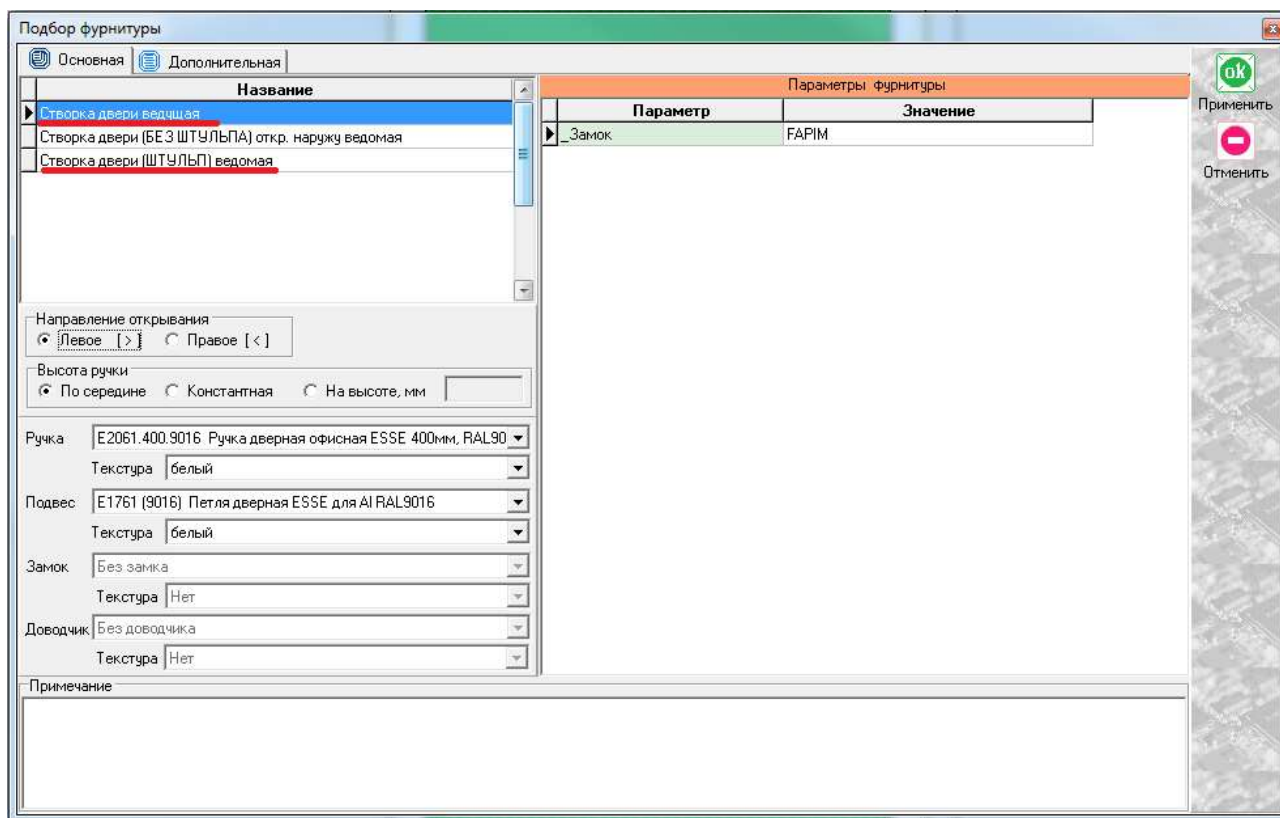 Подбор фурнитуры
Основная
Дополнительная
Название
Створка двери ведущая
Створка двери (БЕЗ ШТУЛЬПА) откр. наружу ведомая
Створка двери (ШТУЛЬП) ведомая
Параметры фурнитуры
Параметр Значение
_Замок FAPIM
Применить
Отменить
Направление открывания
Левое [ > ] Правое [ < ]
Высота ручки
По середине Константная На высоте, мм
Ручка E2061.400.9016 Ручка дверная офисная ESSE 400мм, RAL90
Текстура белый
Подвес E1761 (9016) Петля дверная ESSE для Al RAL9016
Текстура белый
Замок Без замка
Текстура Нет
Доводчик Без доводчика
Текстура Нет
Примечание
ok